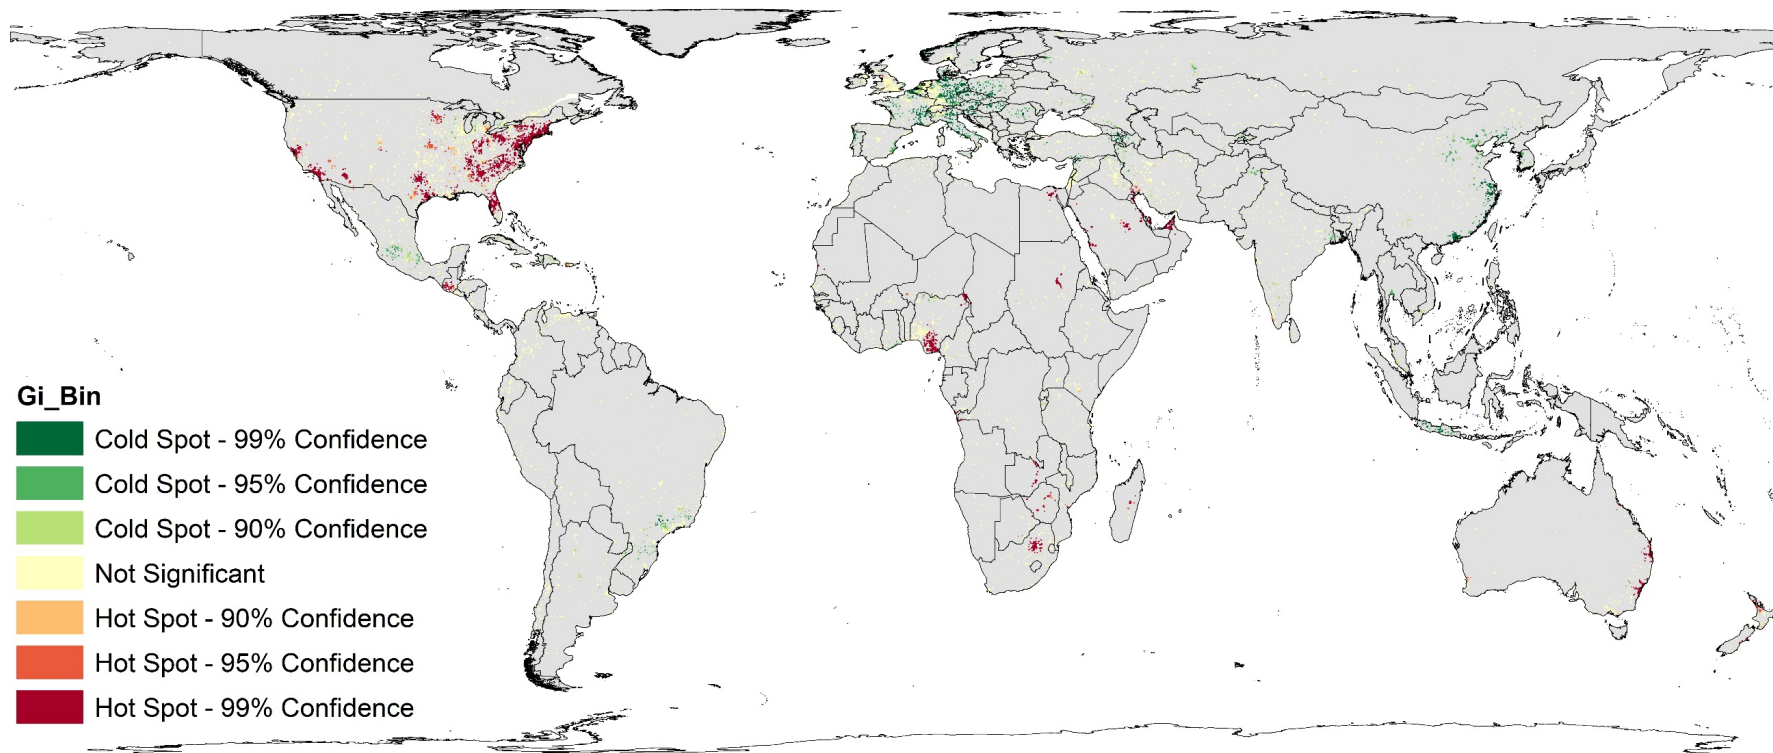 Gi_Bin
Cold Spot - 99% Confidence
Cold Spot - 95% Confidence
Cold Spot - 90% Confidence
Not Significant
Hot Spot - 90% Confidence
Hot Spot - 95% Confidence
Hot Spot - 99% Confidence